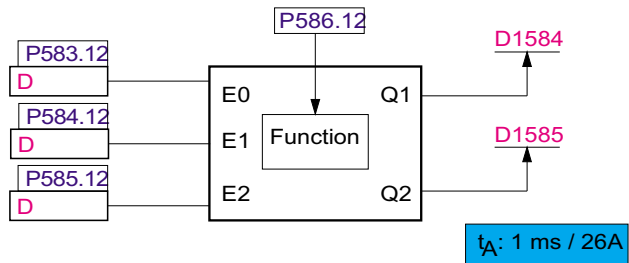 P586.12
P583.12
D
D1584
E0
Q1
P584.12
D
E1
Function
D1585
P585.12
D
E2
Q2
tA: 1 ms / 26A